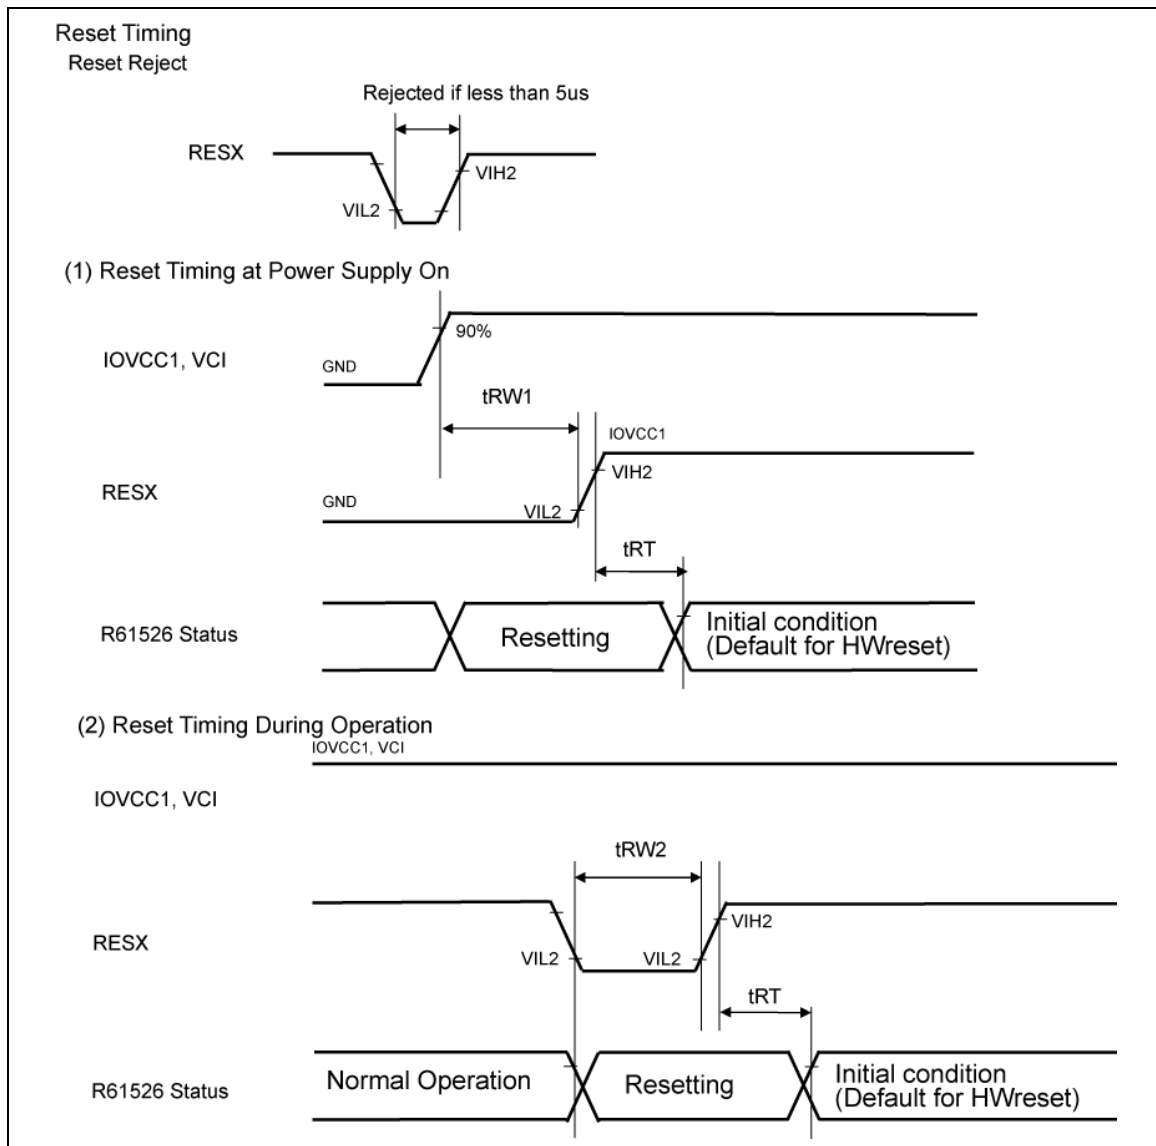 Reset Timing
Reset Reject
Rejected if less than 5us
RESX
VIH2
VIL2
(1) Reset Timing at Power Supply On
90%
IOVCC1, VCI
GND
tRW1
IOVCC1
VIH2
RESX
GND
VIL2
tRT
R61526 Status
Resetting
Initial condition
(Default for HWreset)
(2) Reset Timing During Operation
IOVCC1, VCI
IOVCC1, VCI
tRW2
VIH2
RESX
VIL2
VIL2
tRT
R61526 Status
Normal Operation
Resetting
Initial condition
(Default for HWreset)